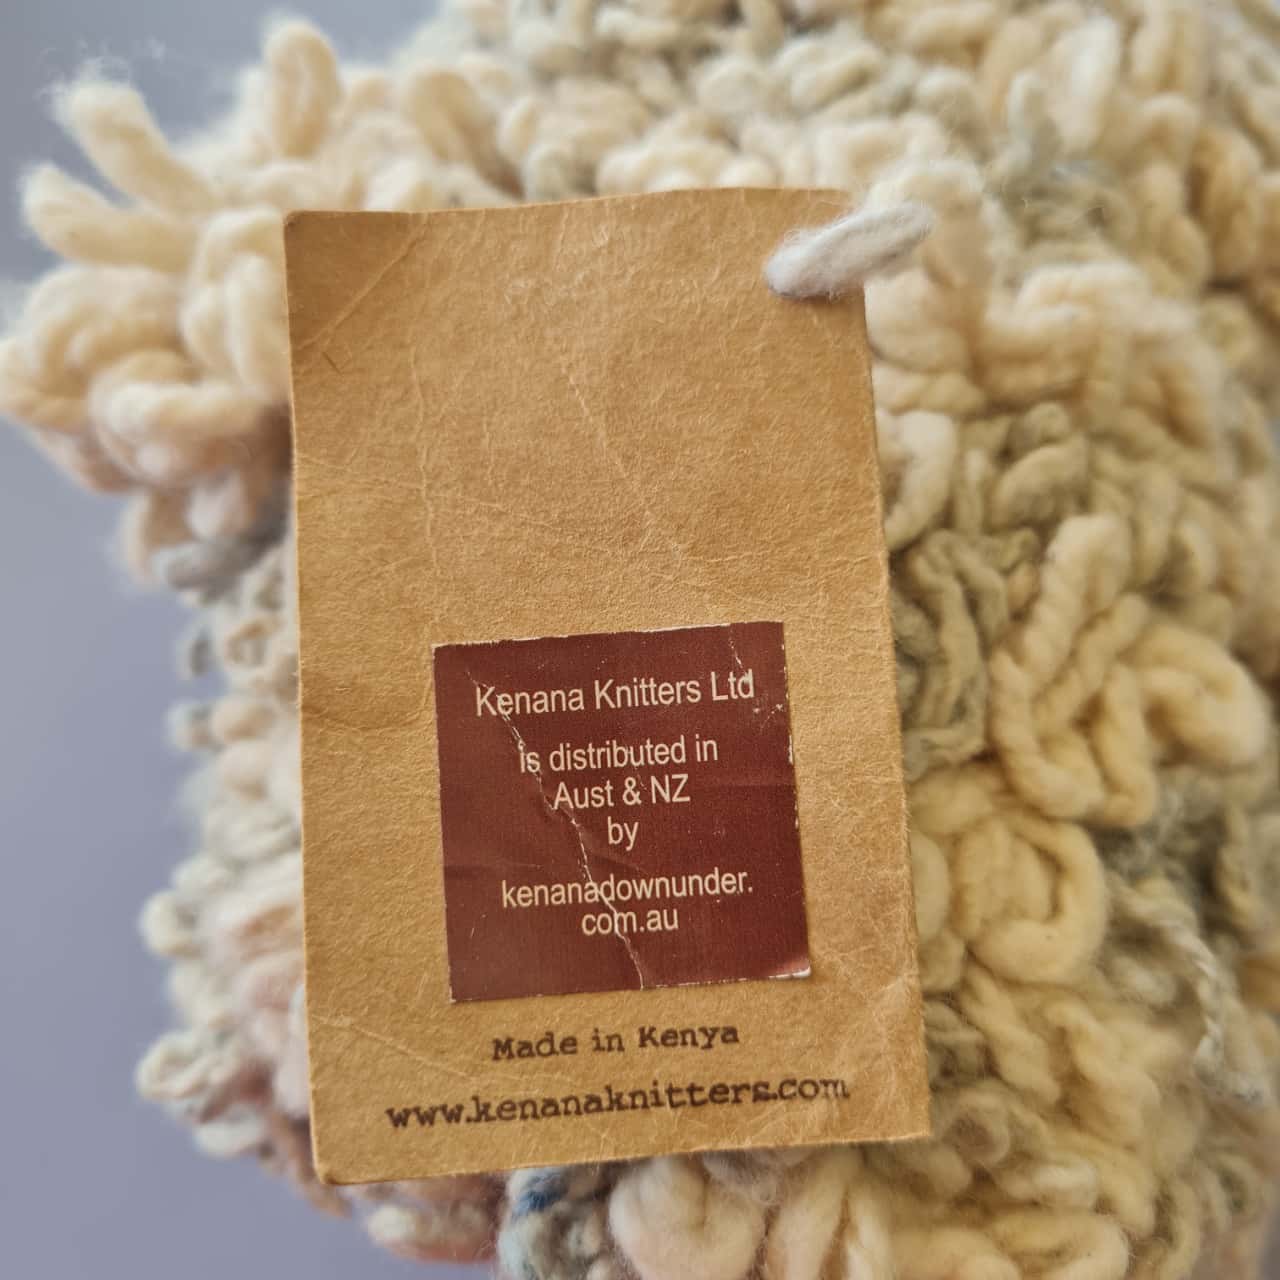 Kenana Knitters Ltd
is distributed in
Aust & NZ
by
kenanadownunder.
com.au
Made in Kenya
www.kenanaknitters.com